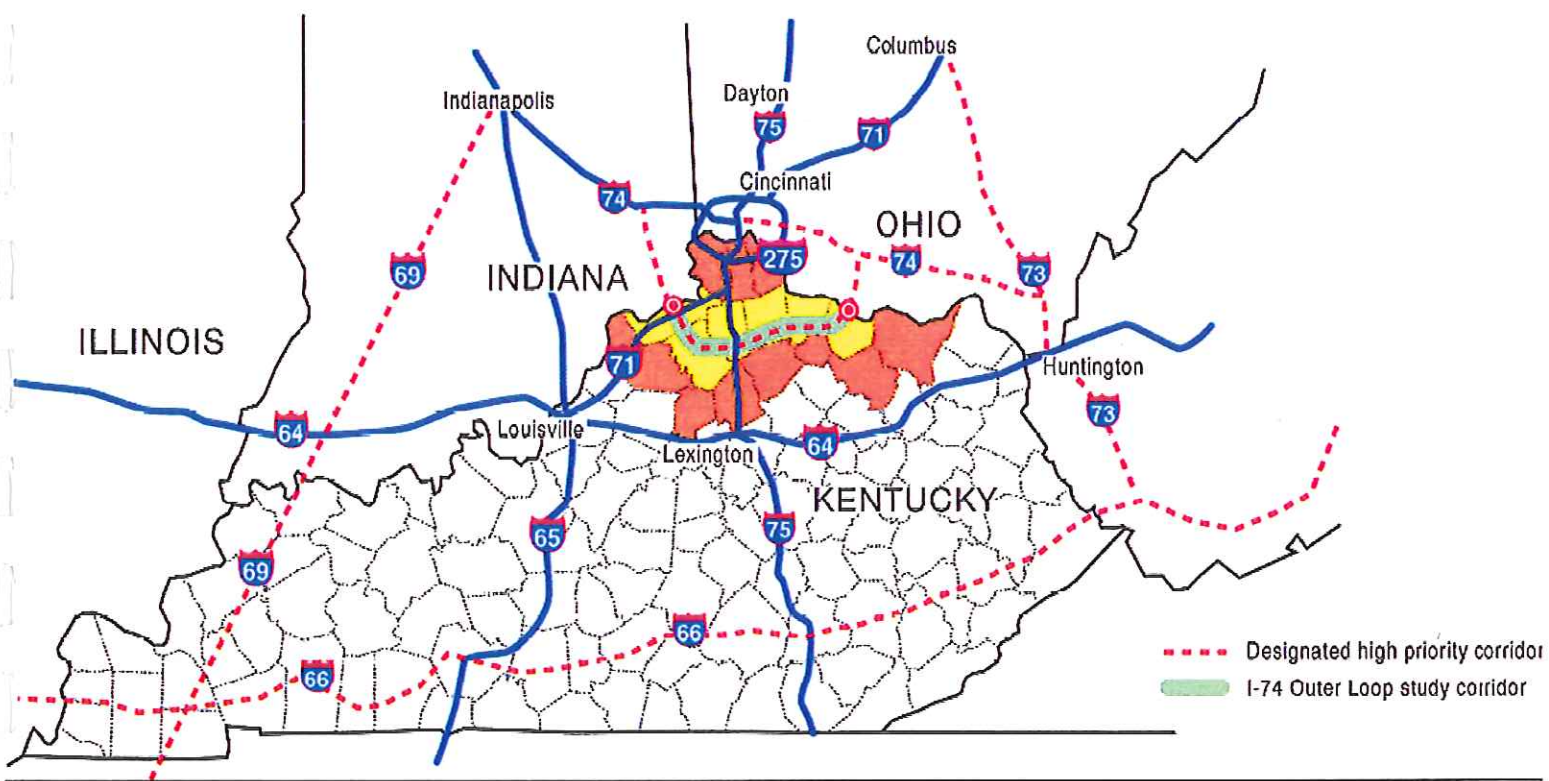 Columbus
Dayton
Indianapolis
75
71
Cincinnati
74
OHIO
69
INDIANA
275
74
73
ILLINOIS
71
Huntington
73
64
Louisville
Lexington
64
KENTUCKY
65
75
69
66
66
Designated high priority corridor
I-74 Outer Loop study corridor